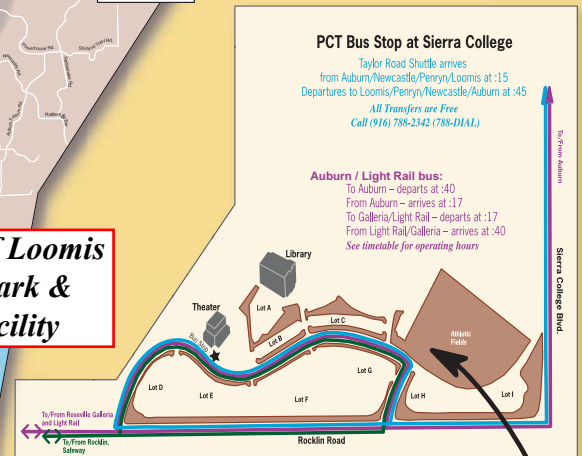 PCT Bus Stop at Sierra College
Taylor Road Shuttle arrives
from Auburn/Newcastle/Penryn/Loomis at :15
Departures to Loomis/Penryn/Newcastle/Auburn at :45
All Transfers are Free
Call (916) 788-2342 (788-DIAL)
Auburn / Light Rail bus:
To Auburn – departs at :40
From Auburn – arrives at :17
To Galleria/Light Rail – departs at :17
From Light Rail/Galleria – arrives at :40
See timetable for operating hours
To/From Auburn
Sierra College Blvd.
Loomis
ark &
cility
Library
Theater
Bus Stop
Lot A
Lot B
Lot C
Athletic
Fields
Lot D
Lot E
Lot F
Lot G
Lot H
Lot I
To/From Roseville Galleria
and Light Rail
To/From Rocklin,
Safeway
Rocklin Road